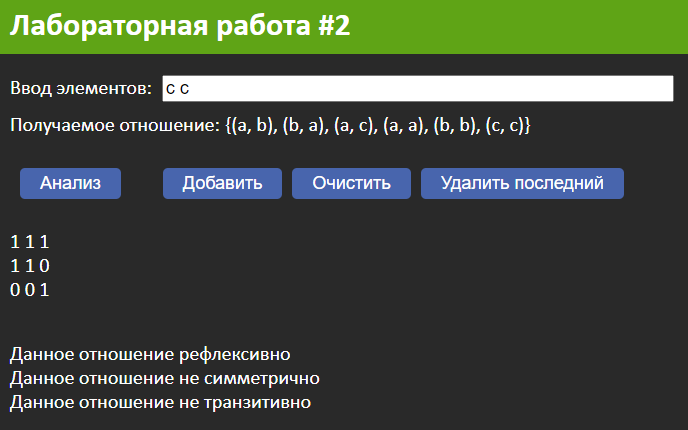 Лабораторная работа #2
Ввод элементов: c c
Получаемое отношение: {(a, b), (b, a), (a, c), (a, a), (b, b), (c, c)}
Анализ Добавить Очистить Удалить последний
1 1 1
1 1 0
0 0 1
Данное отношение рефлексивно
Данное отношение не симметрично
Данное отношение не транзитивно